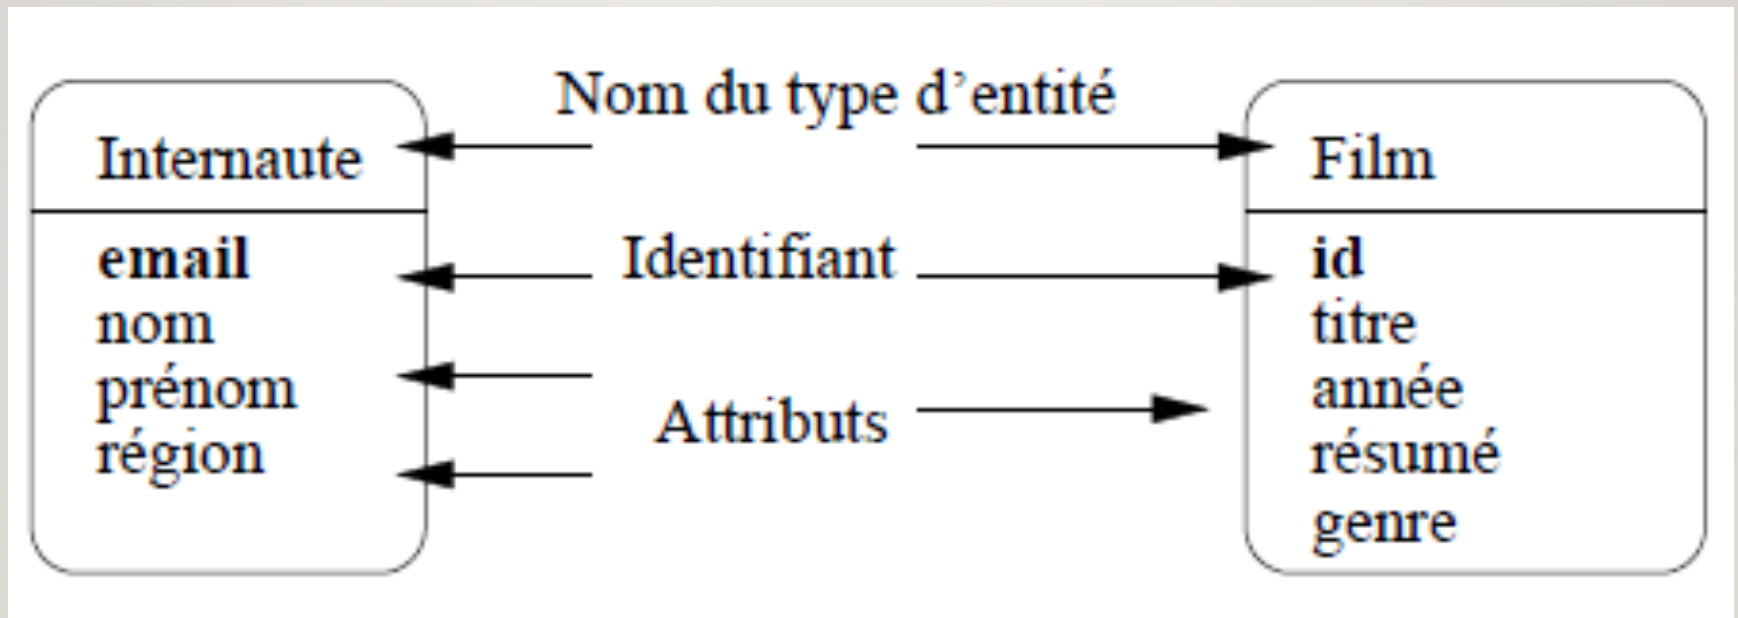 Nom du type d’entité
Internaute
Film
email
Identifiant
id
nom
titre
prénom
année
Attributs
région
résumé
genre